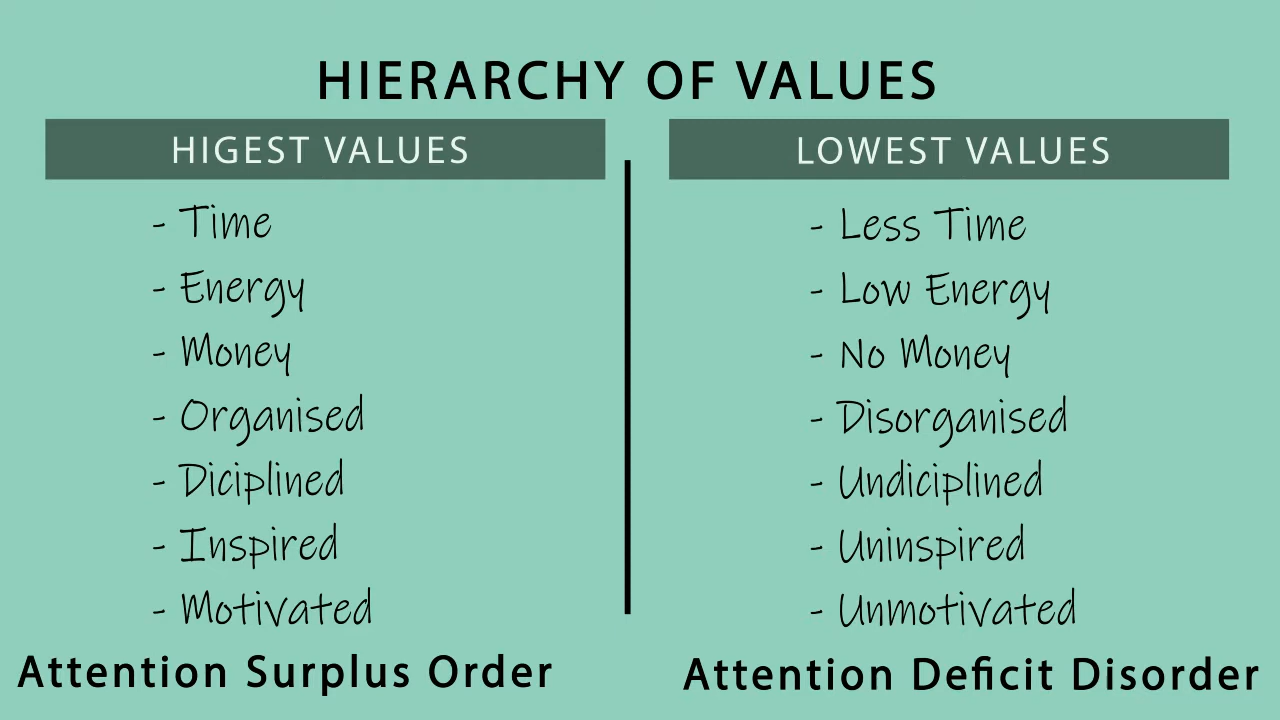 HIERARCHY OF VALUES
HIGEST VALUES
- Time
- Energy
- Money
- Organised
- Diciplined
- Inspired
- Motivated
Attention Surplus Order
LOWEST VALUES
- Less Time
- Low Energy
- No Money
- Disorganised
- Undiciplined
- Uninspired
- Unmotivated
Attention Deficit Disorder